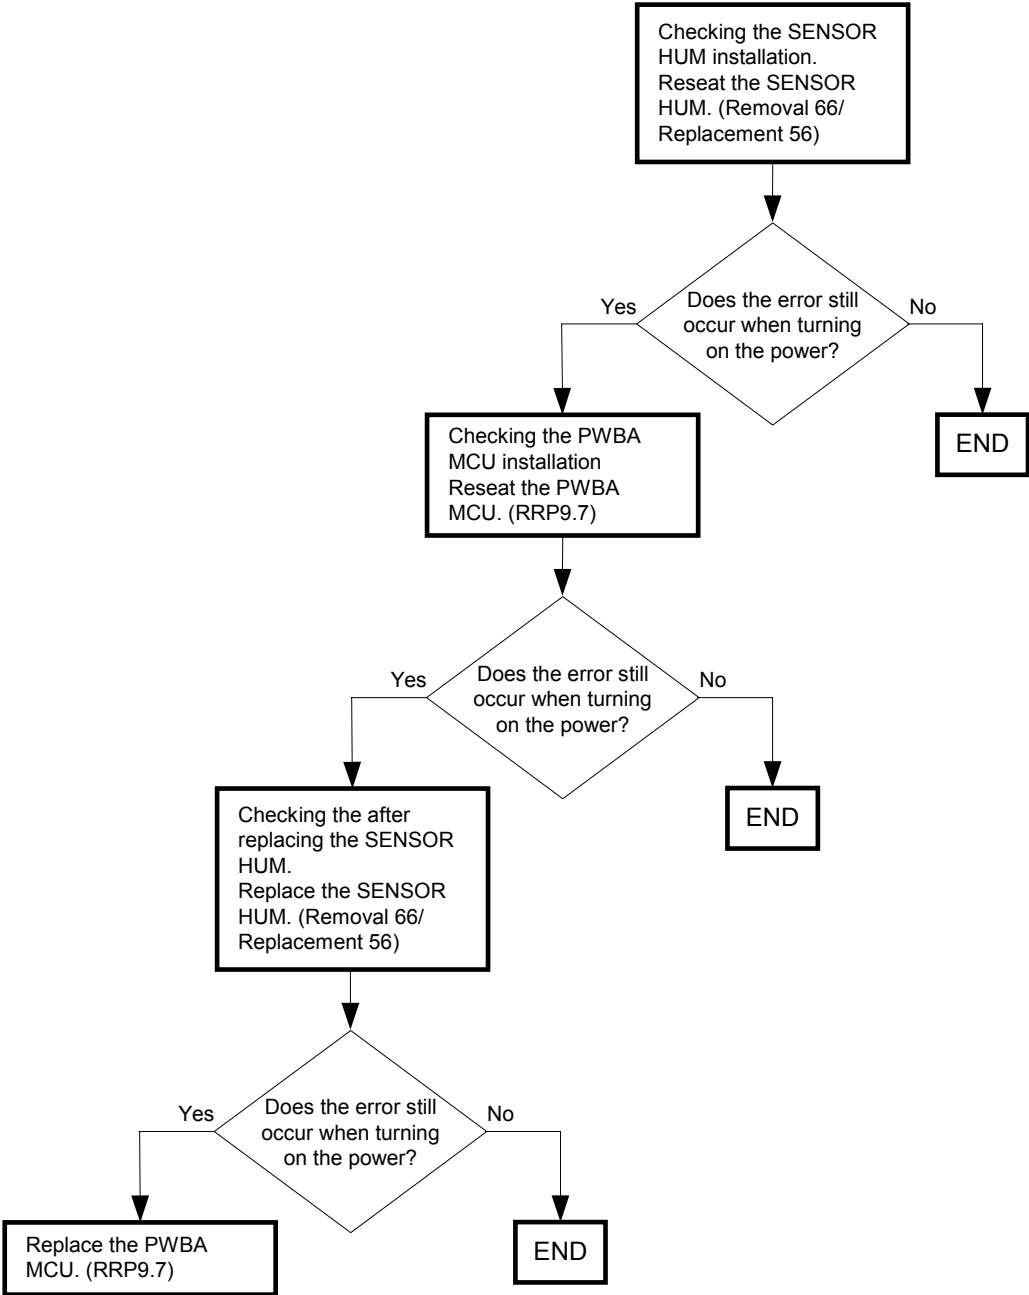 Checking the SENSOR
HUM installation.
Reseat the SENSOR
HUM. (Removal 66/
Replacement 56)
Does the error still
occur when turning
on the power?
Yes
No
END
Checking the PWBA
MCU installation
Reseat the PWBA
MCU. (RRP9.7)
Does the error still
occur when turning
on the power?
Yes
No
END
Checking the after
replacing the SENSOR
HUM.
Replace the SENSOR
HUM. (Removal 66/
Replacement 56)
Does the error still
occur when turning
on the power?
Yes
No
END
Replace the PWBA
MCU. (RRP9.7)